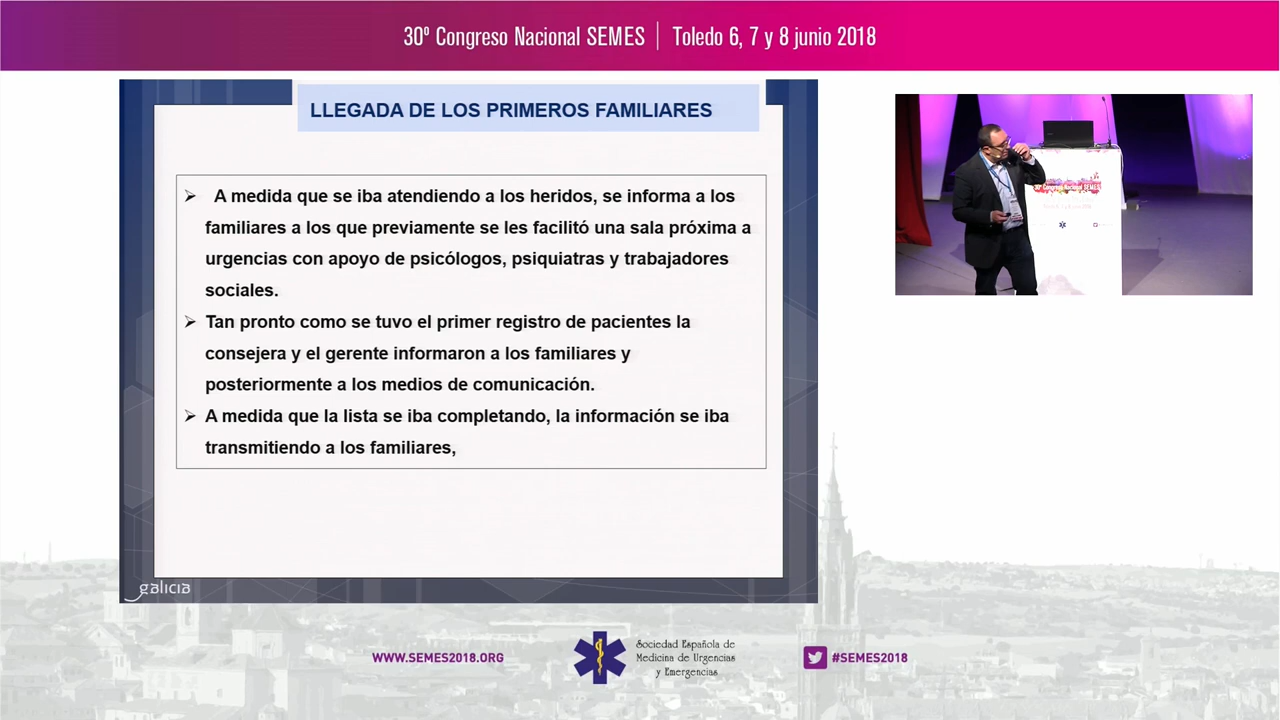 30º Congreso Nacional SEMES | Toledo 6, 7 y 8 junio 2018
LLEGADA DE LOS PRIMEROS FAMILIARES
➢ A medida que se iba atendiendo a los heridos, se informa a los
familiares a los que previamente se les facilitó una sala próxima a
urgencias con apoyo de psicólogos, psiquiatras y trabajadores
sociales.
➢ Tan pronto como se tuvo el primer registro de pacientes la
consejera y el gerente informaron a los familiares y
posteriormente a los medios de comunicación.
➢ A medida que la lista se iba completando, la información se iba
transmitiendo a los familiares,
galicia
30º Congreso Nacional SEMES
WWW.SEMES2018.ORG
Sociedad Española de
Medicina de Urgencias
y Emergencias
#SEMES2018